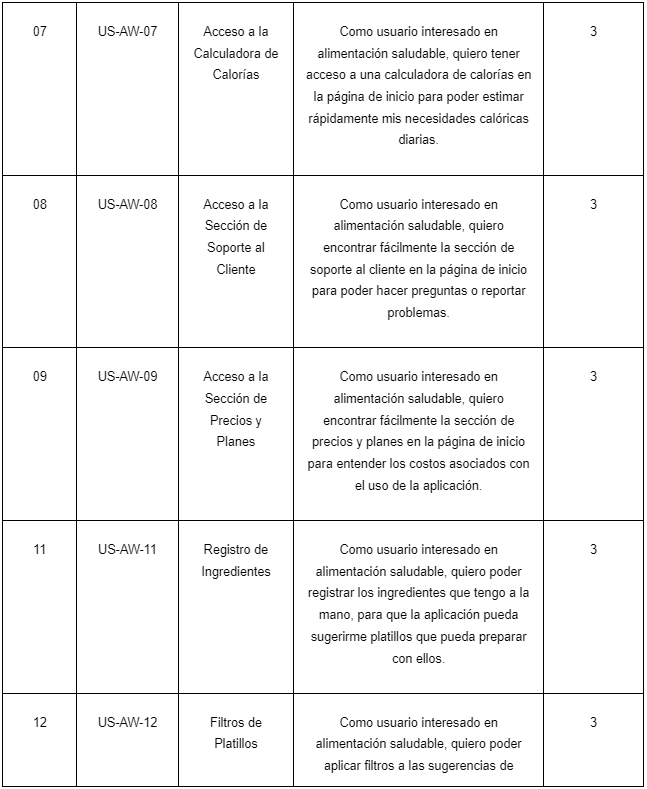 07 US-AW-07 Acceso a la Como usuario interesado en 3
Calculadora de alimentación saludable, quiero tener
Calorías acceso a una calculadora de calorías en
la página de inicio para poder estimar
rápidamente mis necesidades calóricas
diarias.
08 US-AW-08 Acceso a la Como usuario interesado en 3
Sección de alimentación saludable, quiero
Soporte al encontrar fácilmente la sección de
Cliente soporte al cliente en la página de inicio
para poder hacer preguntas o reportar
problemas.
09 US-AW-09 Acceso a la Como usuario interesado en 3
Sección de alimentación saludable, quiero
Precios y encontrar fácilmente la sección de
Planes precios y planes en la página de inicio
para entender los costos asociados con
el uso de la aplicación.
11 US-AW-11 Registro de Como usuario interesado en 3
Ingredientes alimentación saludable, quiero poder
registrar los ingredientes que tengo a la
mano, para que la aplicación pueda
sugerirme platillos que pueda preparar
con ellos.
12 US-AW-12 Filtros de Como usuario interesado en 3
Platillos alimentación saludable, quiero poder
aplicar filtros a las sugerencias de